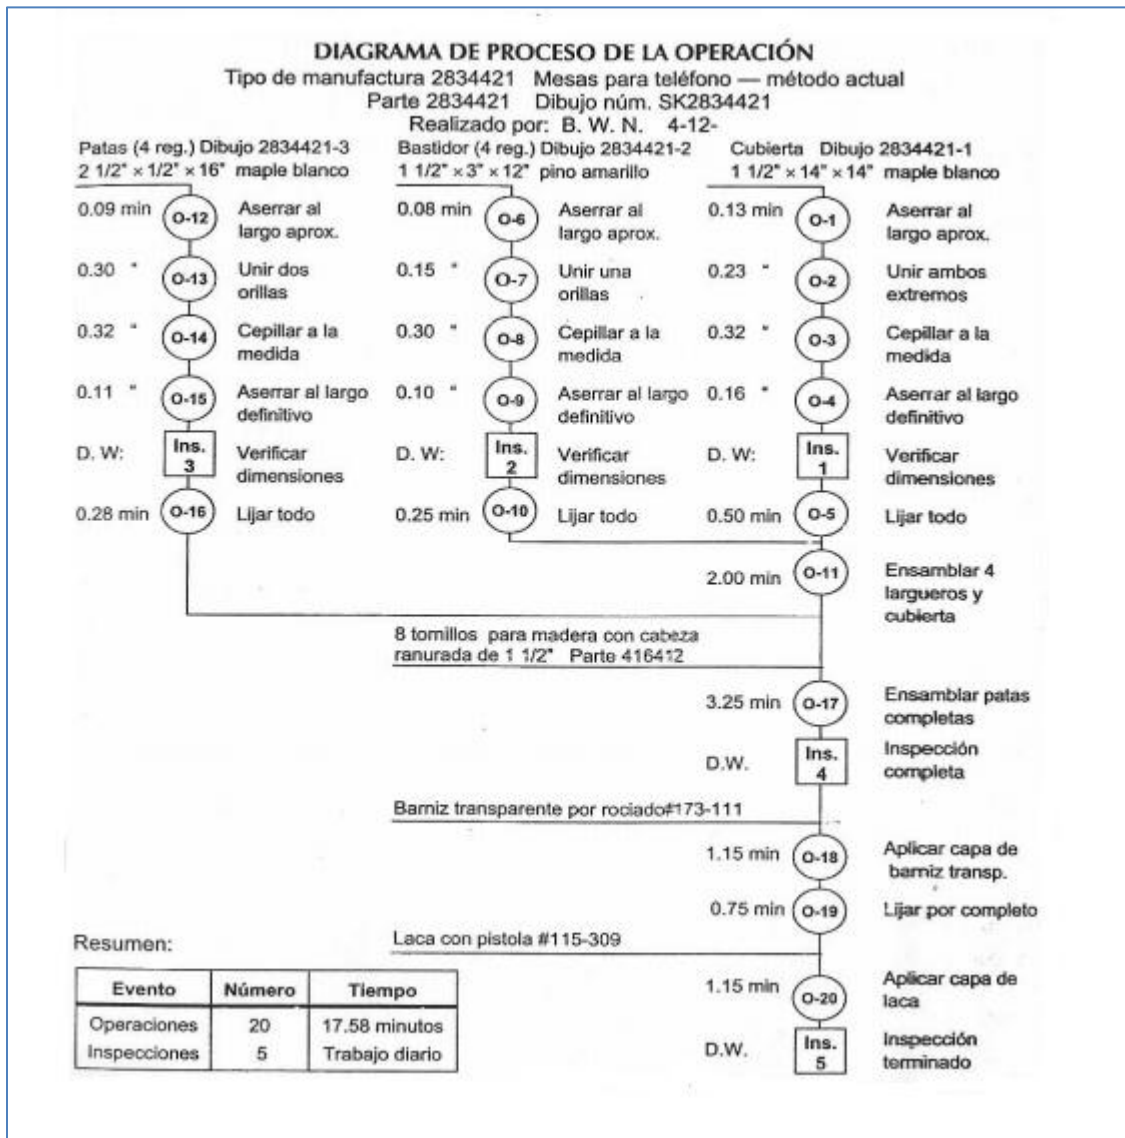 DIAGRAMA DE PROCESO DE LA OPERACIÓN
Tipo de manufactura 2834421 Mesas para teléfono — método actual
Parte 2834421 Dibujo núm. SK2834421
Realizado por: B. W. N. 4-12-
Patas (4 reg.) Dibujo 2834421-3
2 1/2" × 1/2" × 16" maple blanco
0.09 min O-12 Aserrar al
largo aprox.
0.30 " O-13 Unir dos
orillas
0.32 " O-14 Cepillar a la
medida
0.11 " O-15 Aserrar al largo
definitivo
D. W: Ins. 3 Verificar
dimensiones
0.28 min O-16 Lijar todo
Bastidor (4 reg.) Dibujo 2834421-2
1 1/2" × 3" × 12" pino amarillo
0.08 min O-6 Aserrar al
largo aprox.
0.15 " O-7 Unir una
orillas
0.30 " O-8 Cepillar a la
medida
0.10 " O-9 Aserrar al largo
definitivo
D. W: Ins. 2 Verificar
dimensiones
0.25 min O-10 Lijar todo
Cubierta Dibujo 2834421-1
1 1/2" × 14" × 14" maple blanco
0.13 min O-1 Aserrar al
largo aprox.
0.23 " O-2 Unir ambos
extremos
0.32 " O-3 Cepillar a la
medida
0.16 " O-4 Aserrar al largo
definitivo
D. W: Ins. 1 Verificar
dimensiones
0.50 min O-5 Lijar todo
2.00 min O-11 Ensamblar 4
largueros y
cubierta
8 tornillos para madera con cabeza
ranurada de 1 1/2" Parte 416412
3.25 min O-17 Ensamblar patas
completas
D.W. Ins. 4 Inspección
completa
Barniz transparente por rociado#173-111
1.15 min O-18 Aplicar capa de
barniz transp.
0.75 min O-19 Lijar por completo
Laca con pistola #115-309
1.15 min O-20 Aplicar capa de
laca
D.W. Ins. 5 Inspección
terminado
Resumen:
Evento Número Tiempo
Operaciones 20 17.58 minutos
Inspecciones 5 Trabajo diario